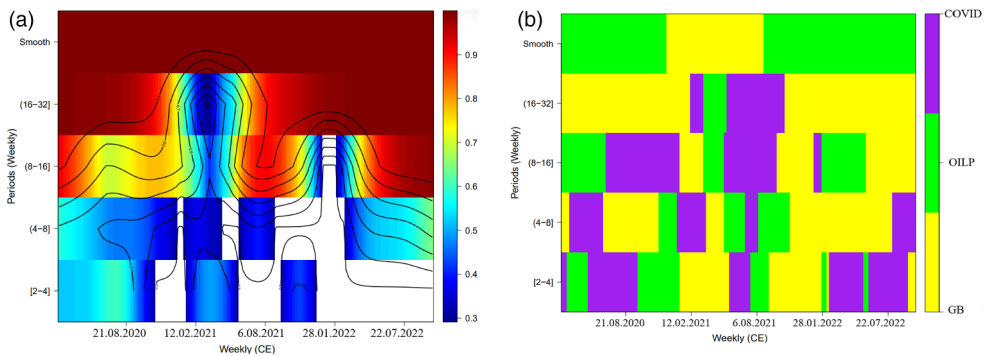 (a)
Periods (Weekly)
Smooth
(16−32]
(8−16]
(4−8]
[2−4]
21.08.2020 12.02.2021 6.08.2021 28.01.2022 22.07.2022
Weekly (CE)
0.9
0.8
0.7
0.6
0.5
0.4
0.3
(b)
Periods (Weekly)
Smooth
(16−32]
(8−16]
(4−8]
[2−4]
21.08.2020 12.02.2021 6.08.2021 28.01.2022 22.07.2022
Weekly (CE)
COVID
OILP
GB